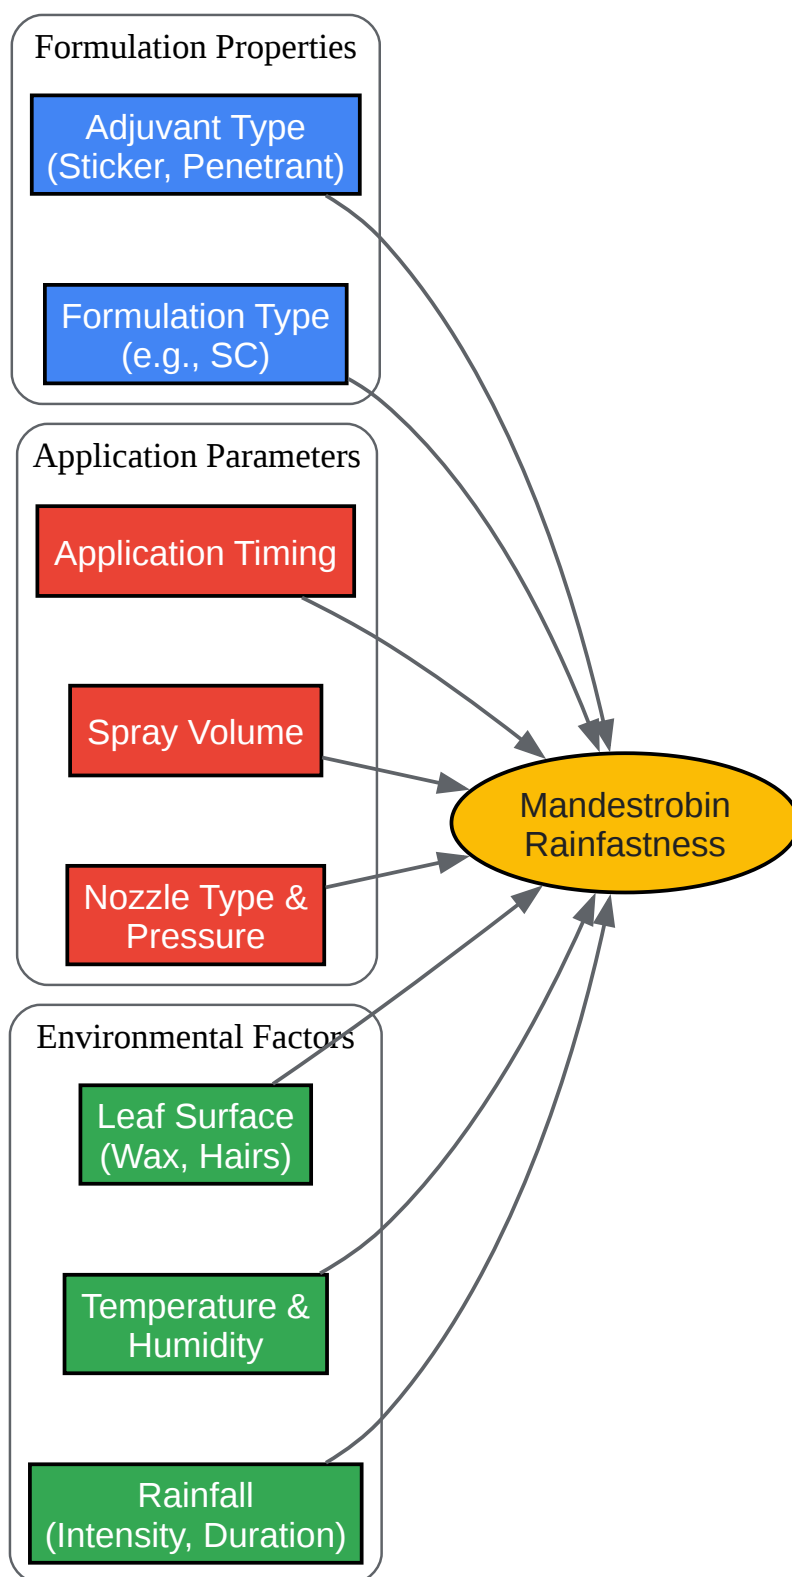 Formulation Properties
Adjuvant Type
(Sticker, Penetrant)
Formulation Type
(e.g., SC)
Application Parameters
Application Timing
Spray Volume
Nozzle Type &
Pressure
Mandestrobin
Rainfastness
Environmental Factors
Leaf Surface
(Wax, Hairs)
Temperature &
Humidity
Rainfall
(Intensity, Duration)